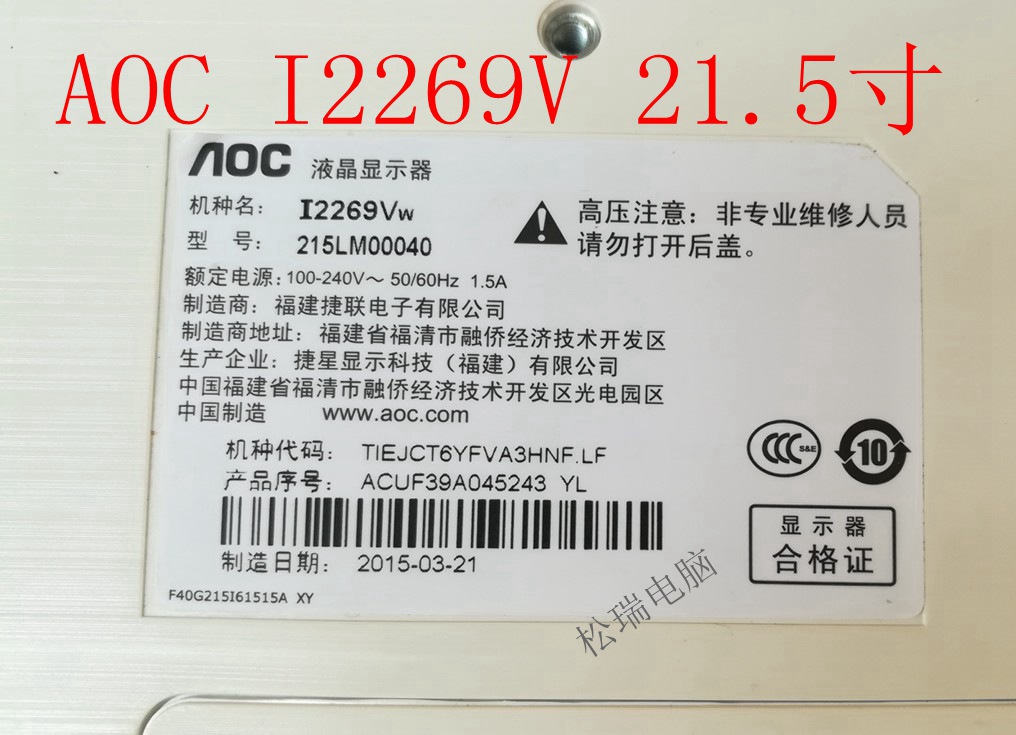 AOC I2269V 21.5寸
AOC 液晶显示器
机种名: I2269Vw
型 号: 215LM00040
高压注意: 非专业维修人员
请勿打开后盖。
额定电源: 100-240V～ 50/60Hz 1.5A
制造商: 福建捷联电子有限公司
制造商地址: 福建省福清市融侨经济技术开发区
生产企业: 捷星显示科技 (福建) 有限公司
中国福建省福清市融侨经济技术开发区光电园区
中国制造 www.aoc.com
机种代码: TIEJCT6YFVA3HNF.LF
产品序号: ACUF39A045243 YL
CCC S&E
10
制造日期: 2015-03-21
显示器
合格证
F40G215I61515A XY
松瑞电脑